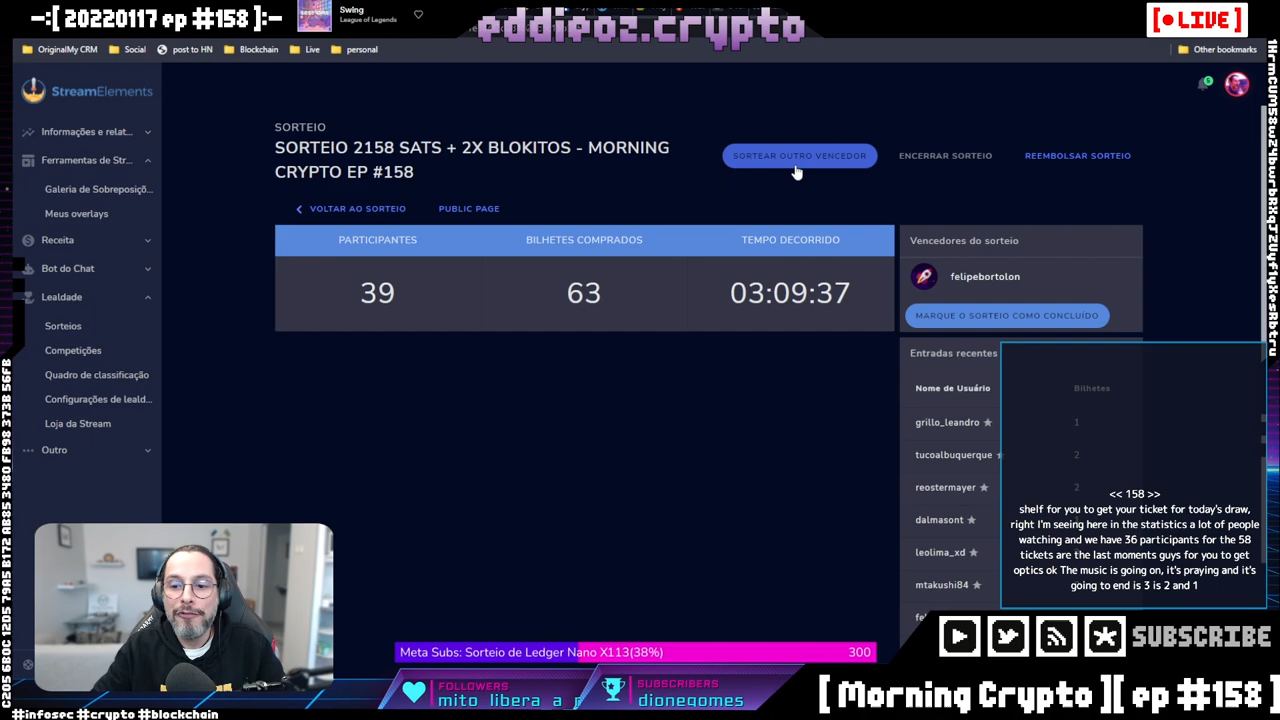 -:[ 20220117 ep #158 ]:-
Swing
League of Legends
eddieoz.crypto
[●LIVE]
OriginalMy CRM
Social
post to HN
Blockchain
Live
personal
Other bookmarks
StreamElements
5
Informações e relat...
Ferramentas de Str...
Galeria de Sobreposiçõ...
Meus overlays
Receita
Bot do Chat
Lealdade
Sorteios
Competições
Quadro de classificação
Configurações de leald...
Loja da Stream
Outro
SORTEIO
SORTEIO 2158 SATS + 2X BLOKITOS - MORNING
CRYPTO EP #158
SORTEAR OUTRO VENCEDOR
ENCERRAR SORTEIO
REEMBOLSAR SORTEIO
VOLTAR AO SORTEIO
PUBLIC PAGE
PARTICIPANTES
BILHETES COMPRADOS
TEMPO DECORRIDO
39
63
03:09:37
Vencedores do sorteio
felipebortolon
MARQUE O SORTEIO COMO CONCLUÍDO
Entradas recentes
Nome de Usuário
Bilhetes
grillo_leandro
1
tucoalbuquerque
2
reostermayer
2
dalmasont
leolima_xd
mtakushi84
<< 158 >>
shelf for you to get your ticket for today's draw,
right I'm seeing here in the statistics a lot of people
watching and we have 36 participants for the 58
tickets are the last moments guys for you to get
optics ok The music is going on, it's praying and it's
going to end is 3 is 2 and 1
SUBSCRIBE
Meta Subs: Sorteio de Ledger Nano X113(38%)
300
FOLLOWERS
mito libera a
SUBSCRIBERS
dionegomes
[ Morning Crypto ][ ep #158 ]
#infosec #crypto #blockchain